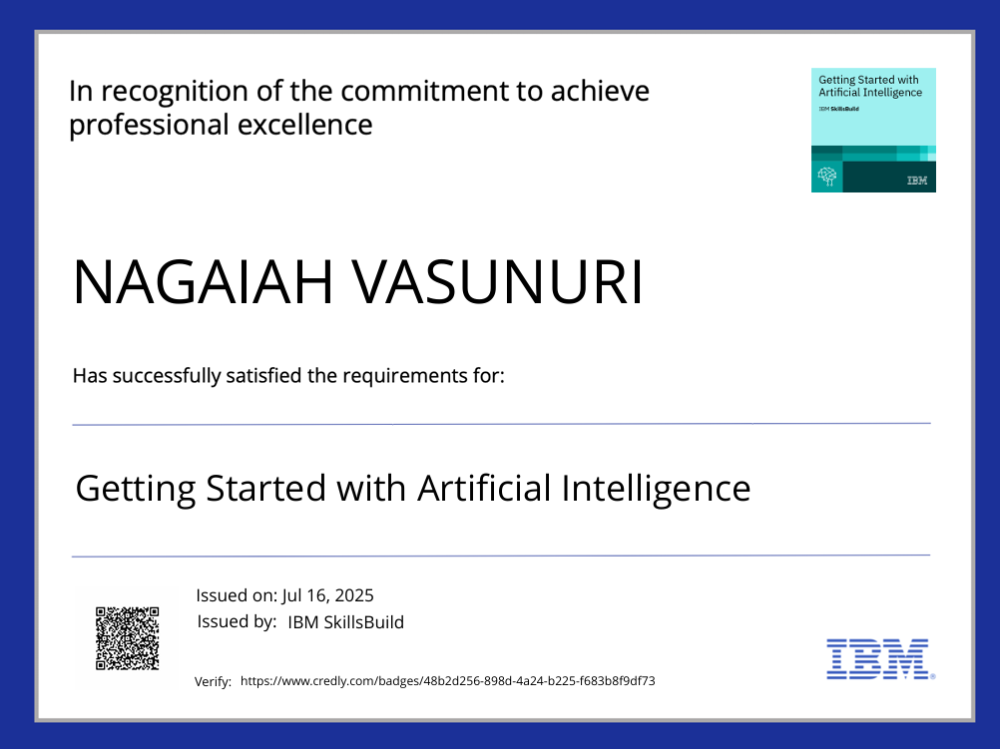 In recognition of the commitment to achieve
professional excellence
Getting Started with
Artificial Intelligence
IBM SkillsBuild
IBM
NAGAIAH VASUNURI
Has successfully satisfied the requirements for:
Getting Started with Artificial Intelligence
Issued on: Jul 16, 2025
Issued by: IBM SkillsBuild
IBM®
Verify: https://www.credly.com/badges/48b2d256-898d-4a24-b225-f683b8f9df73